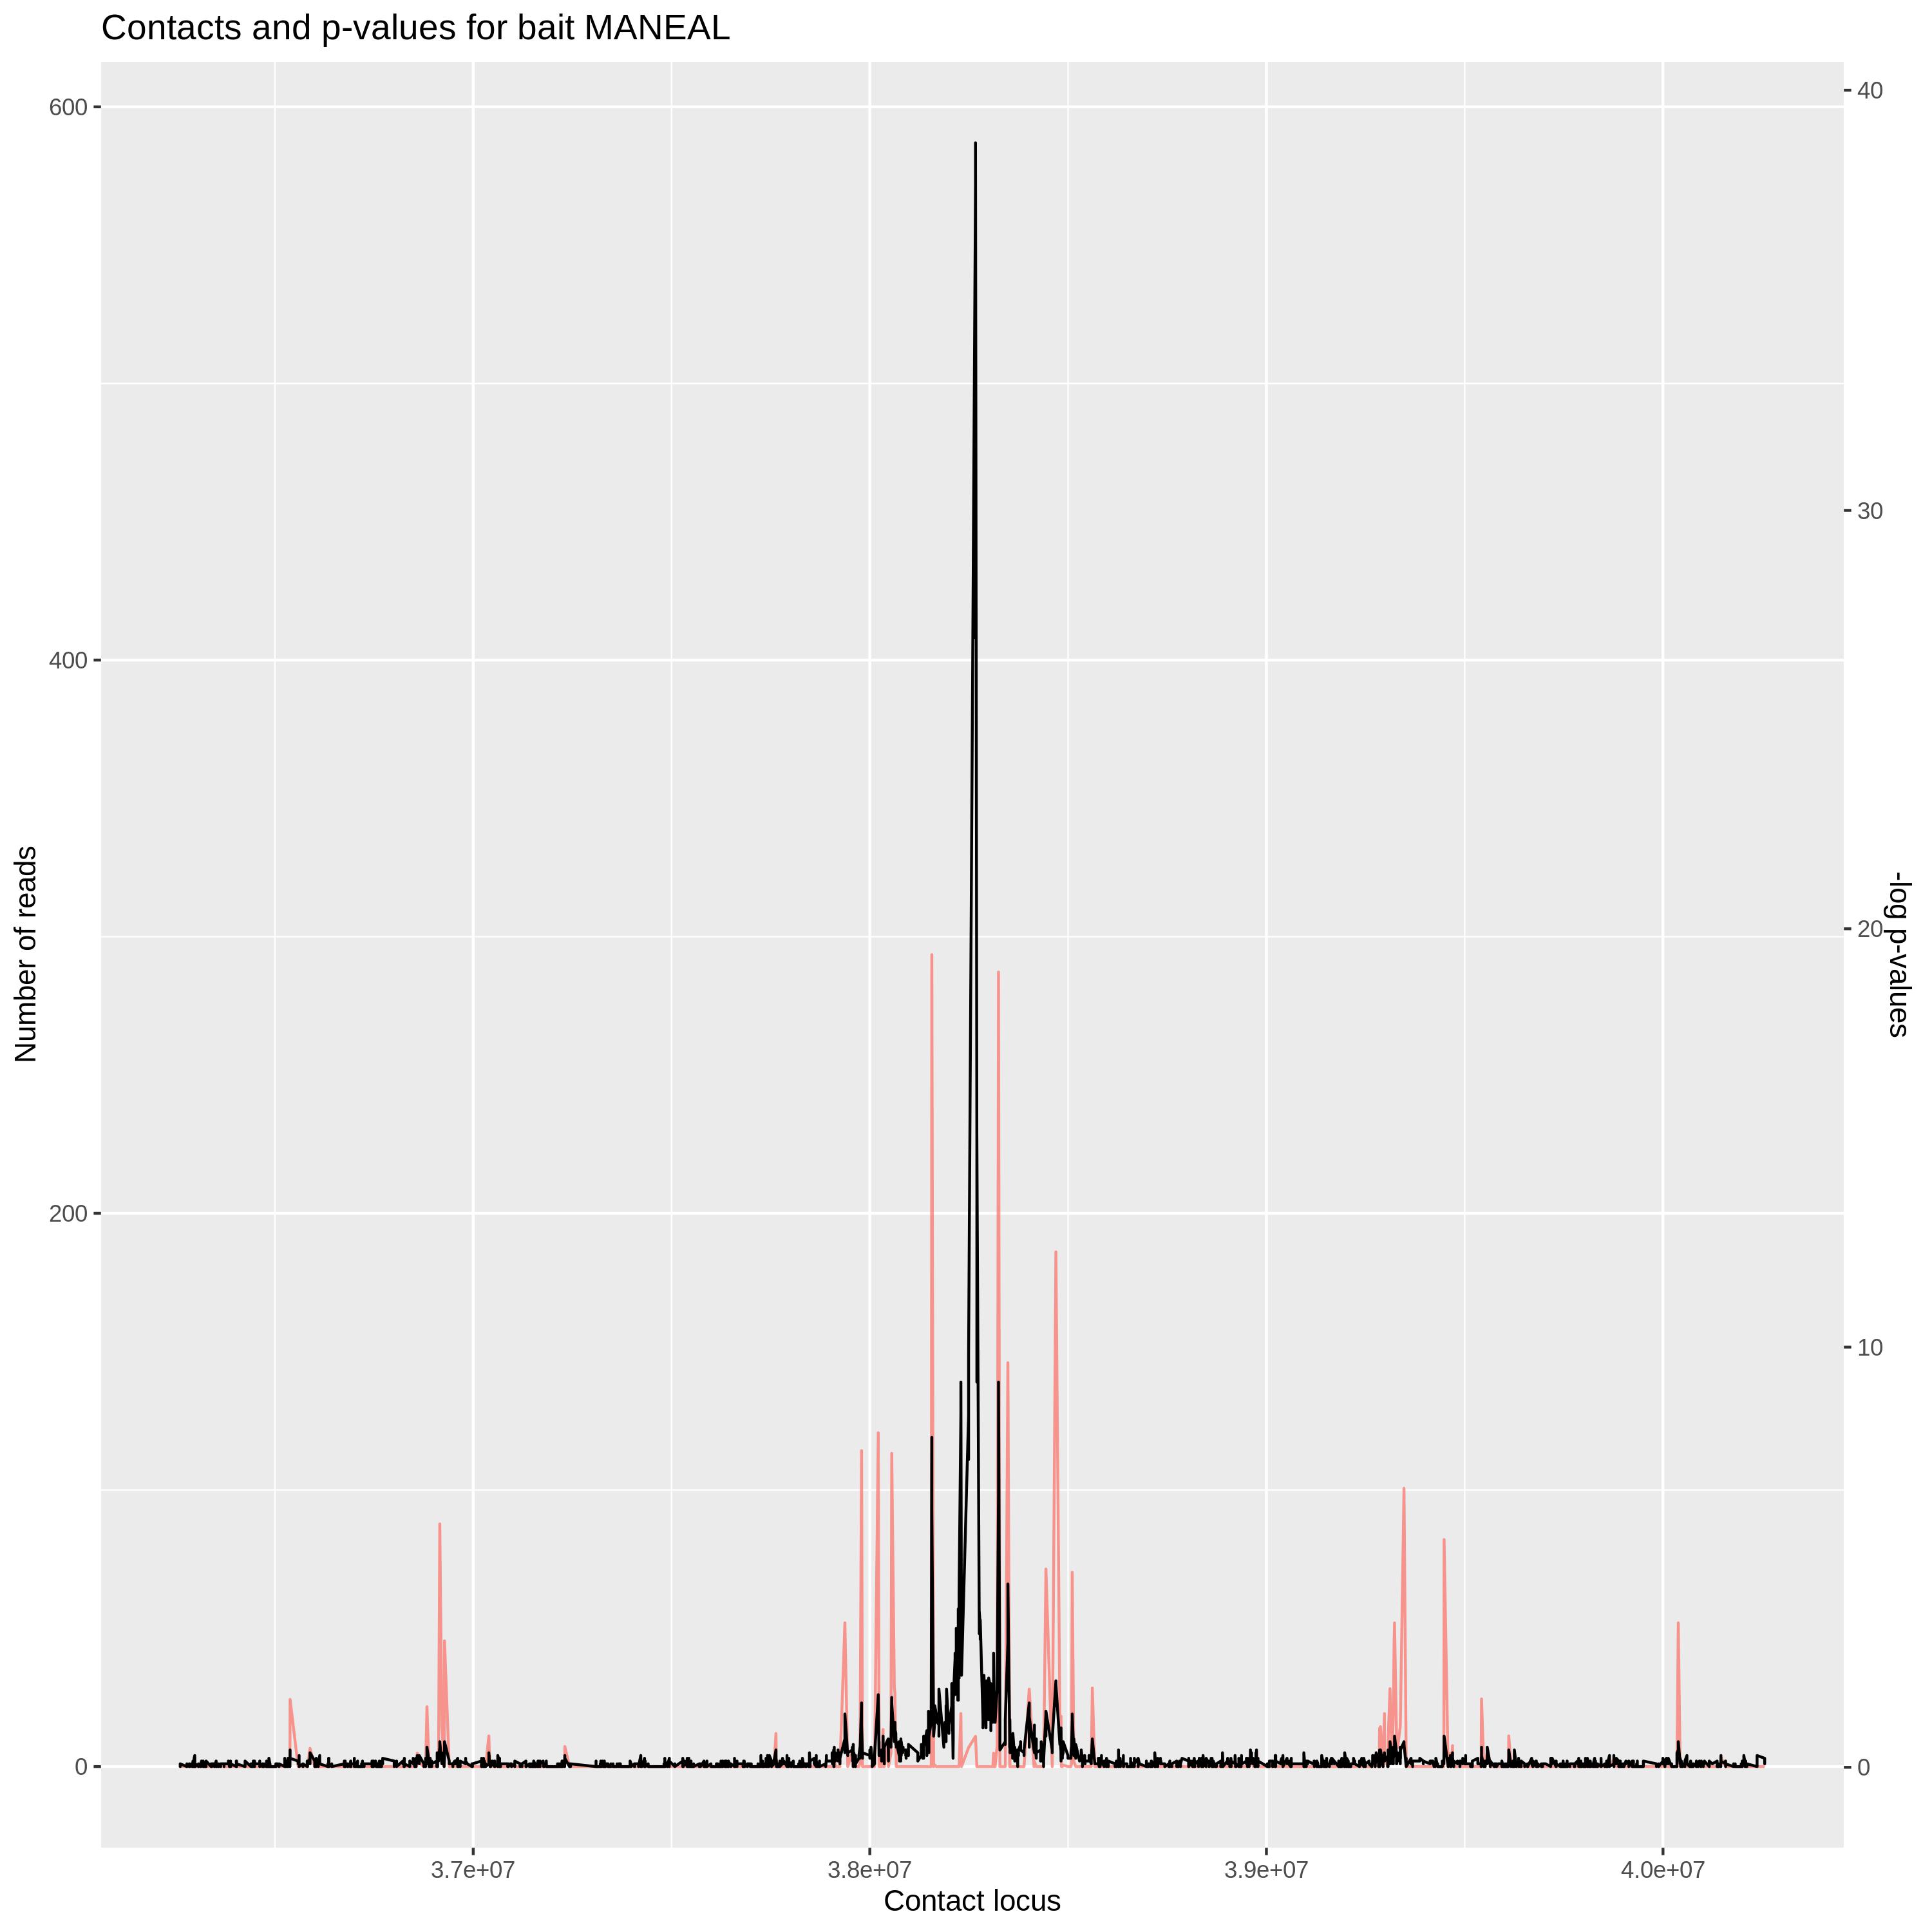 Contacts and p-values for bait MANEAL
600
400
200
0
Number of reads
40
30
20
10
0
-log p-values
3.7e+07
3.8e+07
3.9e+07
4.0e+07
Contact locus